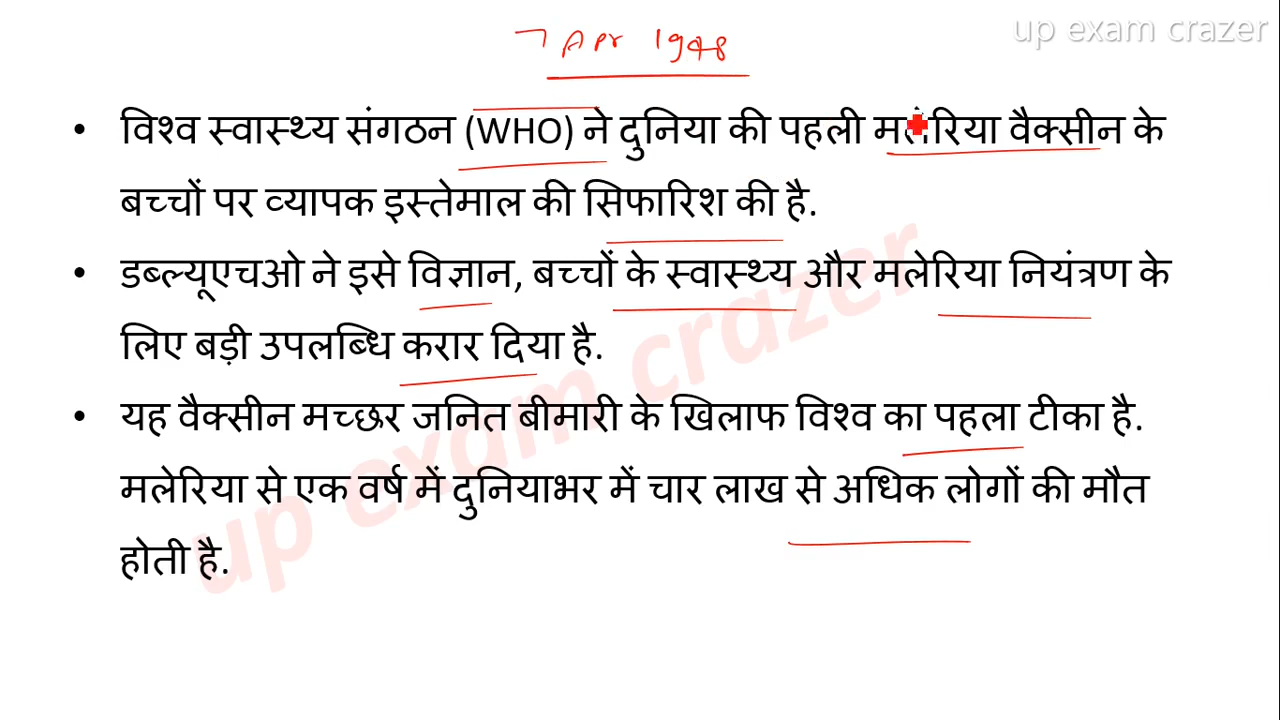 up exam crazer
7 Apr 1948
• विश्व स्वास्थ्य संगठन (WHO) ने दुनिया की पहली मलेरिया वैक्सीन के
बच्चों पर व्यापक इस्तेमाल की सिफारिश की है.
• डब्ल्यूएचओ ने इसे विज्ञान, बच्चों के स्वास्थ्य और मलेरिया नियंत्रण के
लिए बड़ी उपलब्धि करार दिया है.
• यह वैक्सीन मच्छर जनित बीमारी के खिलाफ विश्व का पहला टीका है.
मलेरिया से एक वर्ष में दुनियाभर में चार लाख से अधिक लोगों की मौत
होती है.
up exam crazer